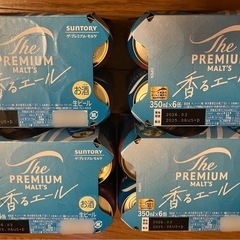 The
PREMIUM
MALT'S
香るエール
SUNTORY
ザ・プレミアム・モルツ
お酒
生ビール
The
PREMIUM
MALT'S
香るエール
350ml×6缶
The
PREMIUM
MALT'S
香るエール
SUNTORY
ザ・プレミアム・モルツ
お酒
生ビール
The
PREMIUM
MALT'S
香るエール
350ml×6缶